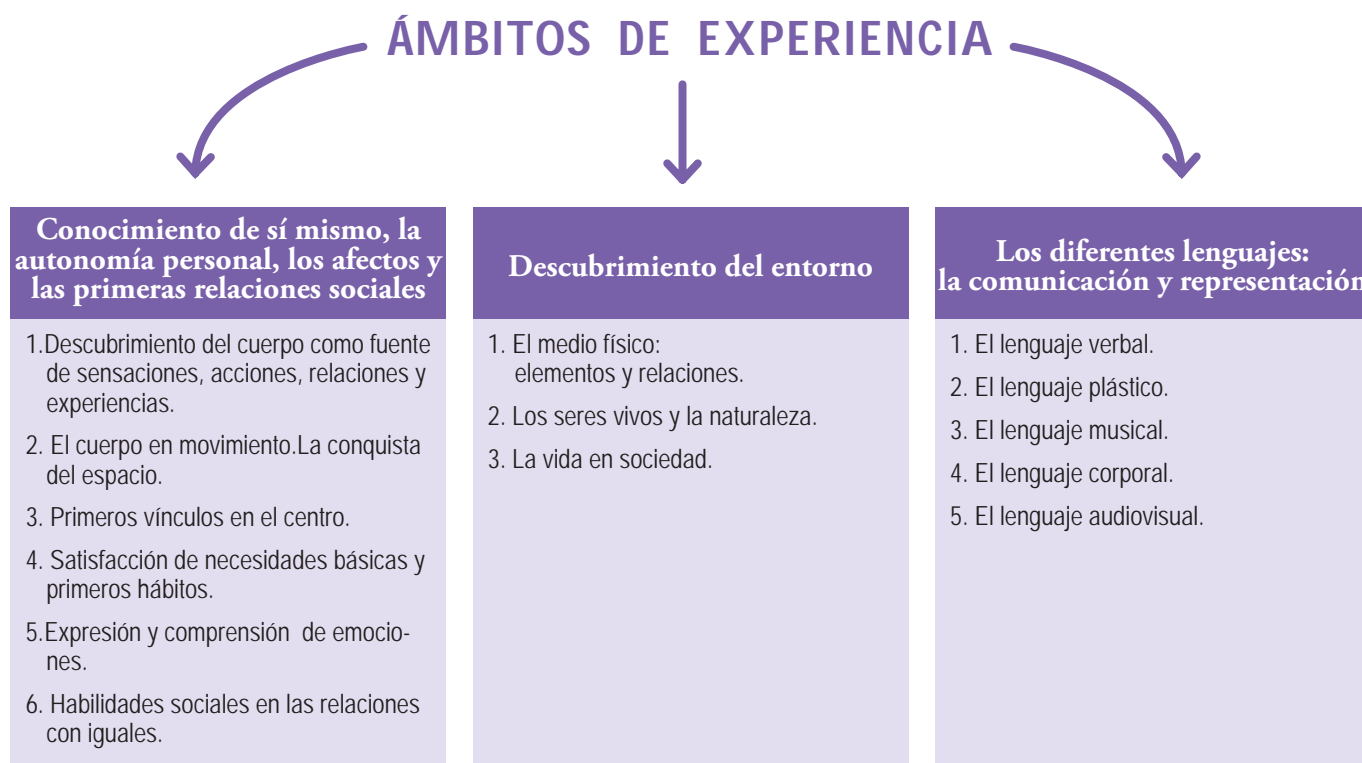 ÁMBITOS DE EXPERIENCIA
Conocimiento de sí mismo, la
autonomía personal, los afectos y
las primeras relaciones sociales
1.Descubrimiento del cuerpo como fuente
de sensaciones, acciones, relaciones y
experiencias.
2. El cuerpo en movimiento.La conquista
del espacio.
3. Primeros vínculos en el centro.
4. Satisfacción de necesidades básicas y
primeros hábitos.
5.Expresión y comprensión de emocio-
nes.
6. Habilidades sociales en las relaciones
con iguales.
Descubrimiento del entorno
1. El medio físico:
elementos y relaciones.
2. Los seres vivos y la naturaleza.
3. La vida en sociedad.
Los diferentes lenguajes:
la comunicación y representación
1. El lenguaje verbal.
2. El lenguaje plástico.
3. El lenguaje musical.
4. El lenguaje corporal.
5. El lenguaje audiovisual.